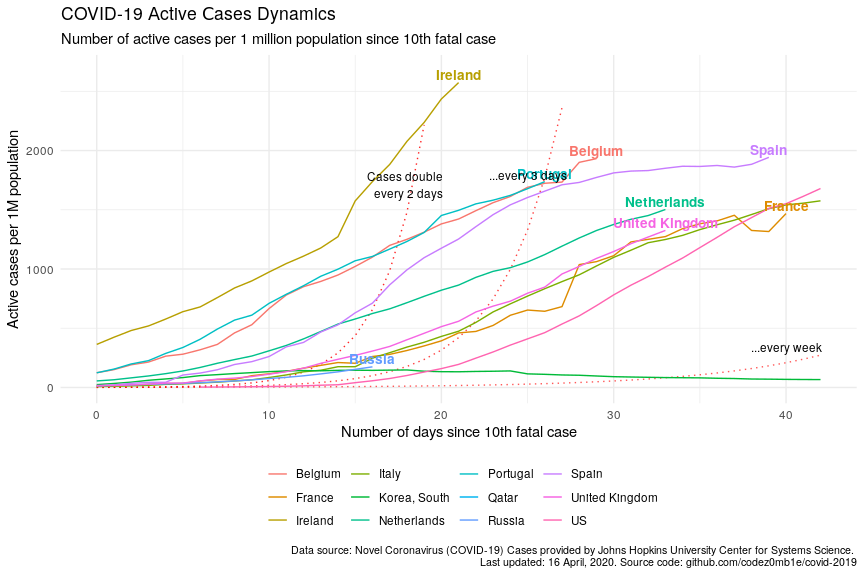 COVID-19 Active Cases Dynamics
Number of active cases per 1 million population since 10th fatal case
Active cases per 1M population
2000
1000
0
Ireland
Cases double
every 2 days
...every 3 days
Portugal
Belgium
Spain
Netherlands
France
United Kingdom
Russia
...every week
0
10
20
30
40
Number of days since 10th fatal case
Belgium
Italy
Portugal
Spain
France
Korea, South
Qatar
United Kingdom
Ireland
Netherlands
Russia
US
Data source: Novel Coronavirus (COVID-19) Cases provided by Johns Hopkins University Center for Systems Science.
Last updated: 16 April, 2020. Source code: github.com/codez0mb1e/covid-2019